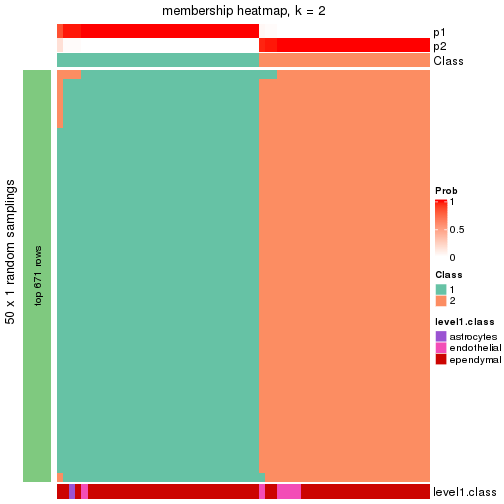 membership heatmap, k = 2
p1
p2
Class
50 x 1 random samplings
top 671 rows
Prob
1
0.5
0
Class
1
2
level1.class
astrocytes
endothelial
ependymal
level1.class